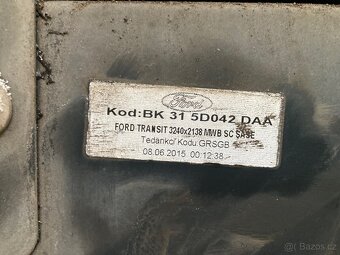 Ford
Kod:BK 31 5D042 DAA
FORD TRANSIT 3240x2138 MWB SC SASE
Tedarikci Kodu:GRSGB
08.06.2015 00:12:38
Bazos.cz